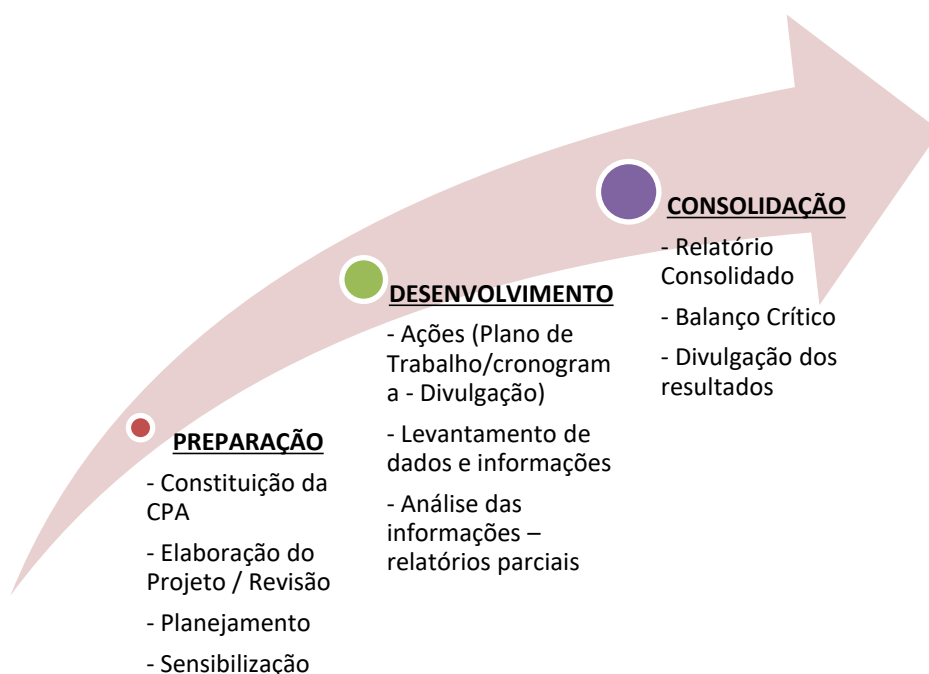 PREPARAÇÃO
- Constituição da
CPA
- Elaboração do
Projeto / Revisão
- Planejamento
- Sensibilização
DESENVOLVIMENTO
- Ações (Plano de
Trabalho/cronogram
a - Divulgação)
- Levantamento de
dados e informações
- Análise das
informações –
relatórios parciais
CONSOLIDAÇÃO
- Relatório
Consolidado
- Balanço Crítico
- Divulgação dos
resultados